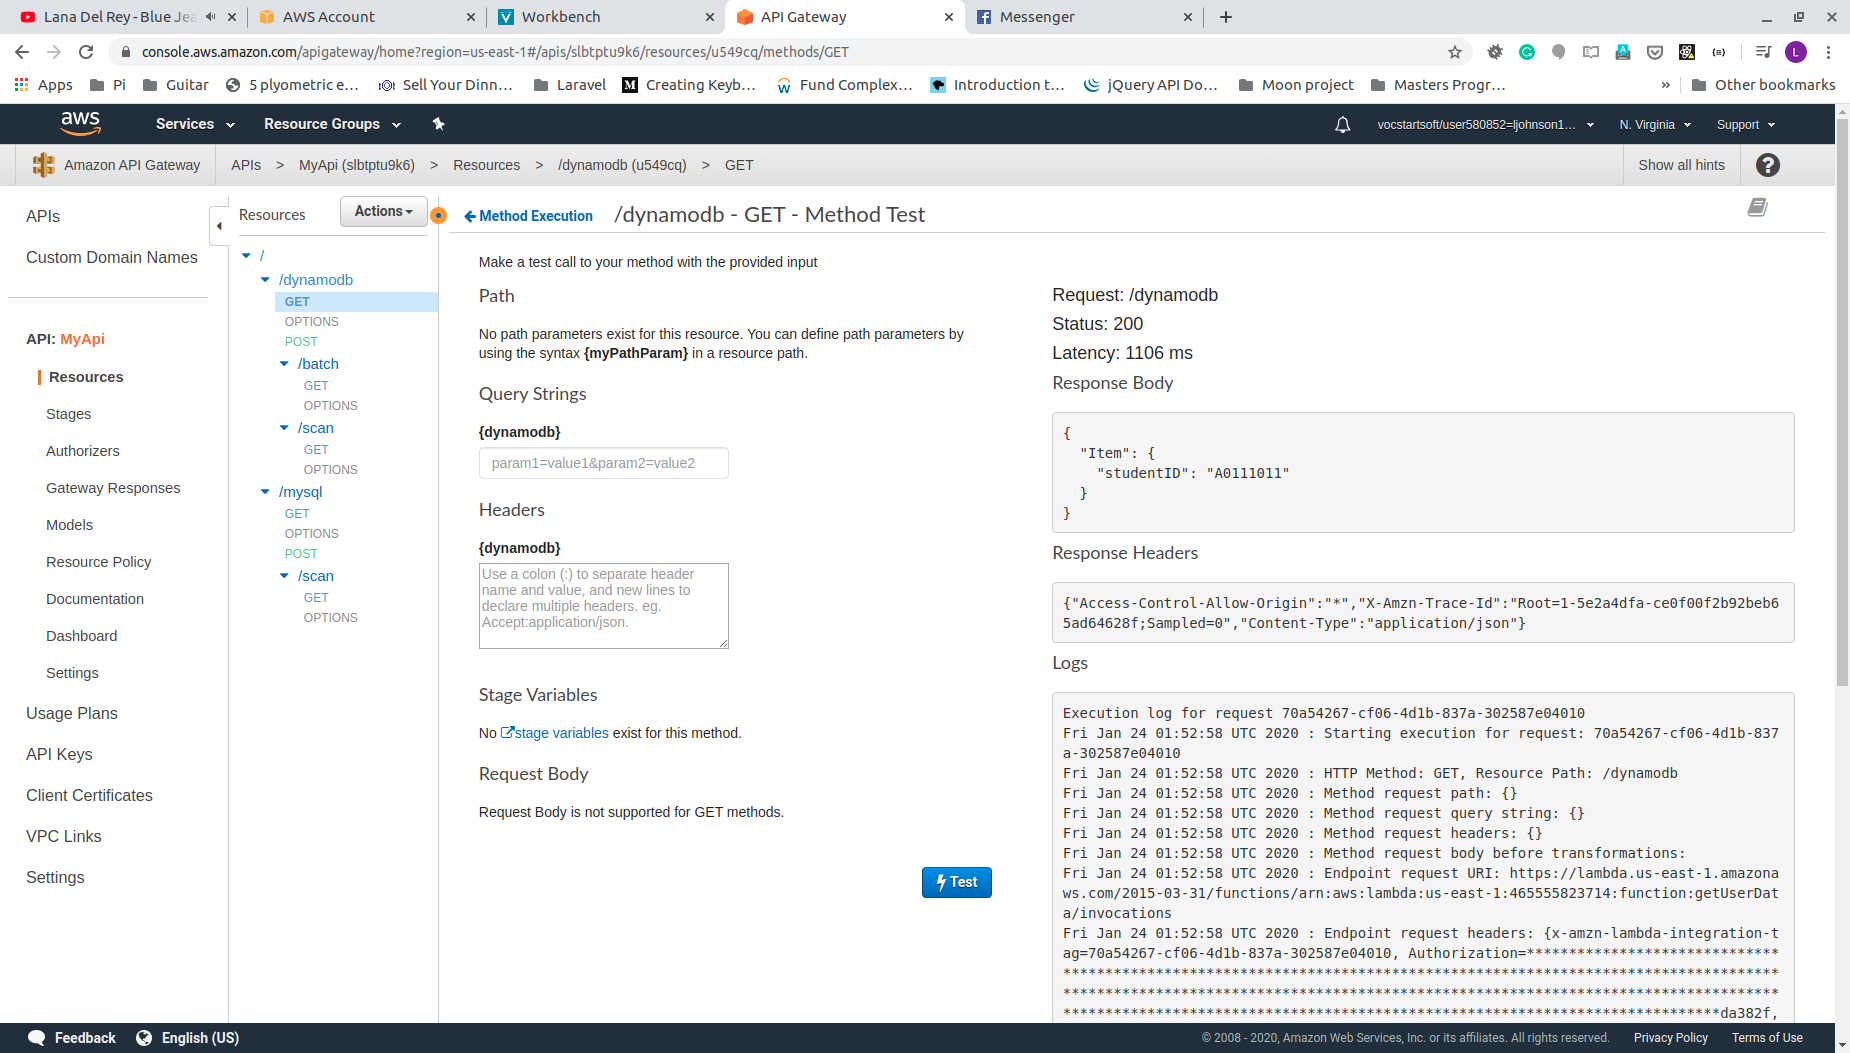 Lana Del Rey - Blue Jea
AWS Account
Workbench
API Gateway
Messenger
console.aws.amazon.com/apigateway/home?region=us-east-1#/apis/slbtptu9k6/resources/u549cq/methods/GET
L
Apps Pi Guitar 5 plyometric e... Sell Your Dinn... Laravel Creating Keyb... Fund Complex... Introduction t... jQuery API Do... Moon project Masters Progr... » Other bookmarks
aws Services Resource Groups vocstartsoft/user580852=ljohnson1... N. Virginia Support
Amazon API Gateway APIs > MyApi (slbtptu9k6) > Resources > /dynamodb (u549cq) > GET Show all hints ?
APIs
Custom Domain Names
API: MyApi
Resources
Stages
Authorizers
Gateway Responses
Models
Resource Policy
Documentation
Dashboard
Settings
Usage Plans
API Keys
Client Certificates
VPC Links
Settings
Resources Actions
/
/dynamodb
GET
OPTIONS
POST
/batch
GET
OPTIONS
/scan
GET
OPTIONS
/mysql
GET
OPTIONS
POST
/scan
GET
OPTIONS
Method Execution /dynamodb - GET - Method Test
Make a test call to your method with the provided input
Path
No path parameters exist for this resource. You can define path parameters by
using the syntax {myPathParam} in a resource path.
Query Strings
{dynamodb}
param1=value1&param2=value2
Headers
{dynamodb}
Use a colon (:) to separate header
name and value, and new lines to
declare multiple headers. eg.
Accept:application/json.
Stage Variables
No stage variables exist for this method.
Request Body
Request Body is not supported for GET methods.
Test
Request: /dynamodb
Status: 200
Latency: 1106 ms
Response Body
{
"Item": {
"studentID": "A0111011"
}
}
Response Headers
{"Access-Control-Allow-Origin":"*","X-Amzn-Trace-Id":"Root=1-5e2a4dfa-ce0f00f2b92beb6
5ad64628f;Sampled=0","Content-Type":"application/json"}
Logs
Execution log for request 70a54267-cf06-4d1b-837a-302587e04010
Fri Jan 24 01:52:58 UTC 2020 : Starting execution for request: 70a54267-cf06-4d1b-837
a-302587e04010
Fri Jan 24 01:52:58 UTC 2020 : HTTP Method: GET, Resource Path: /dynamodb
Fri Jan 24 01:52:58 UTC 2020 : Method request path: {}
Fri Jan 24 01:52:58 UTC 2020 : Method request query string: {}
Fri Jan 24 01:52:58 UTC 2020 : Method request headers: {}
Fri Jan 24 01:52:58 UTC 2020 : Method request body before transformations:
Fri Jan 24 01:52:58 UTC 2020 : Endpoint request URI: https://lambda.us-east-1.amazona
ws.com/2015-03-31/functions/arn:aws:lambda:us-east-1:465555823714:function:getUserDat
a/invocations
Fri Jan 24 01:52:58 UTC 2020 : Endpoint request headers: {x-amzn-lambda-integration-t
ag=70a54267-cf06-4d1b-837a-302587e04010, Authorization=******************************
*************************************************************************************
*************************************************************************************
******************************************************************************da382f,
Feedback English (US) © 2008 - 2020, Amazon Web Services, Inc. or its affiliates. All rights reserved. Privacy Policy Terms of Use